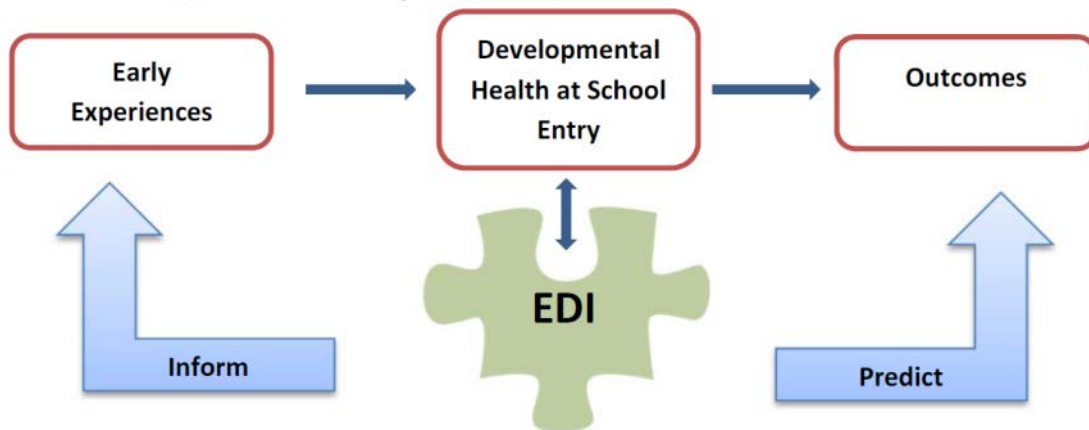 Early
Experiences
Developmental
Health at School
Entry
Outcomes
EDI
Inform
Predict